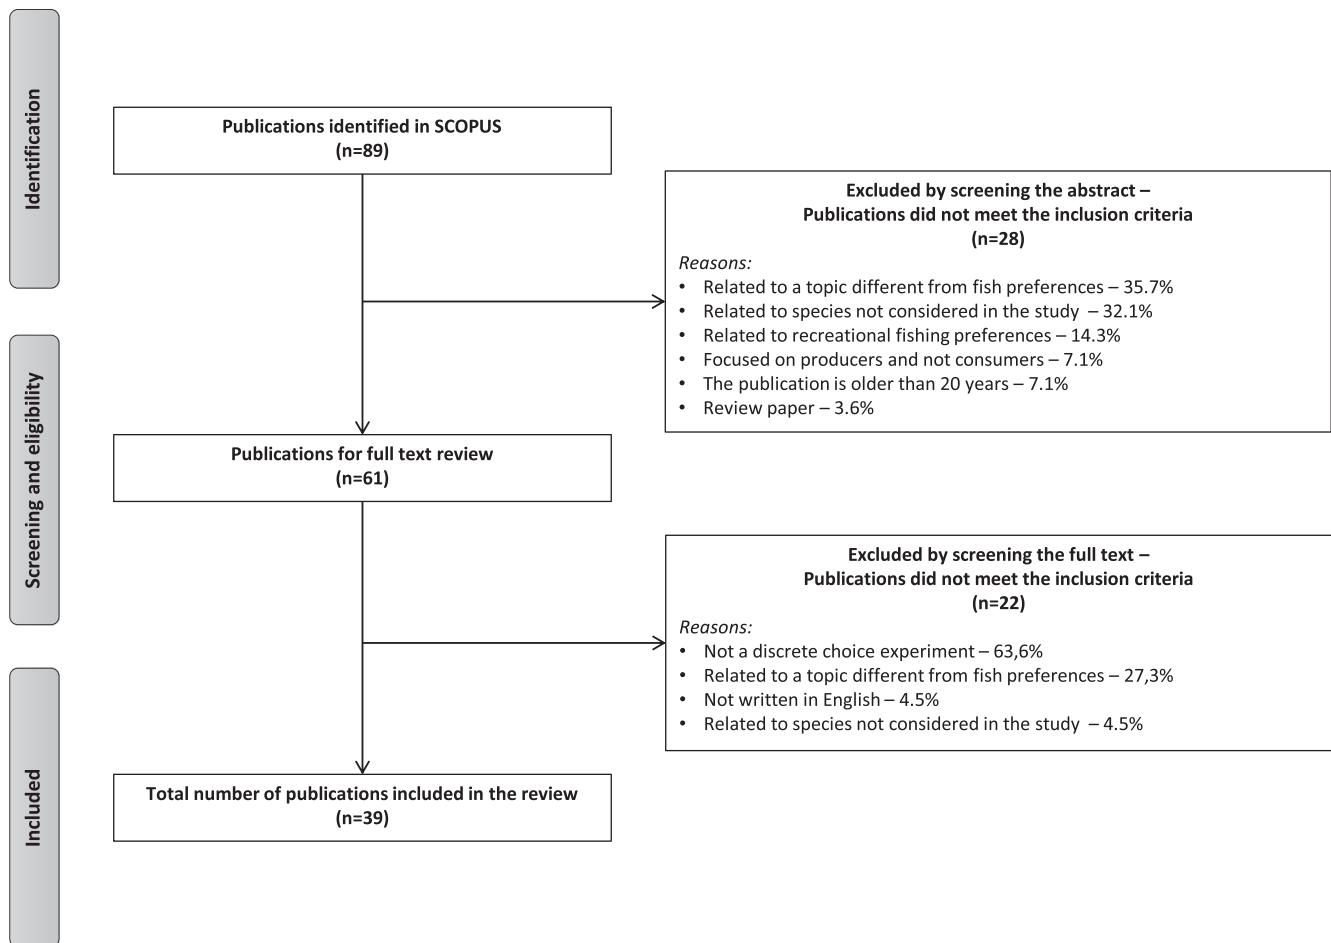 Identification
Publications identified in SCOPUS
(n=89)
Excluded by screening the abstract –
Publications did not meet the inclusion criteria
(n=28)
Reasons:
• Related to a topic different from fish preferences – 35.7%
• Related to species not considered in the study – 32.1%
• Related to recreational fishing preferences – 14.3%
• Focused on producers and not consumers – 7.1%
• The publication is older than 20 years – 7.1%
• Review paper – 3.6%
Screening and eligibility
Publications for full text review
(n=61)
Excluded by screening the full text –
Publications did not meet the inclusion criteria
(n=22)
Reasons:
• Not a discrete choice experiment – 63,6%
• Related to a topic different from fish preferences – 27,3%
• Not written in English – 4.5%
• Related to species not considered in the study – 4.5%
Included
Total number of publications included in the review
(n=39)